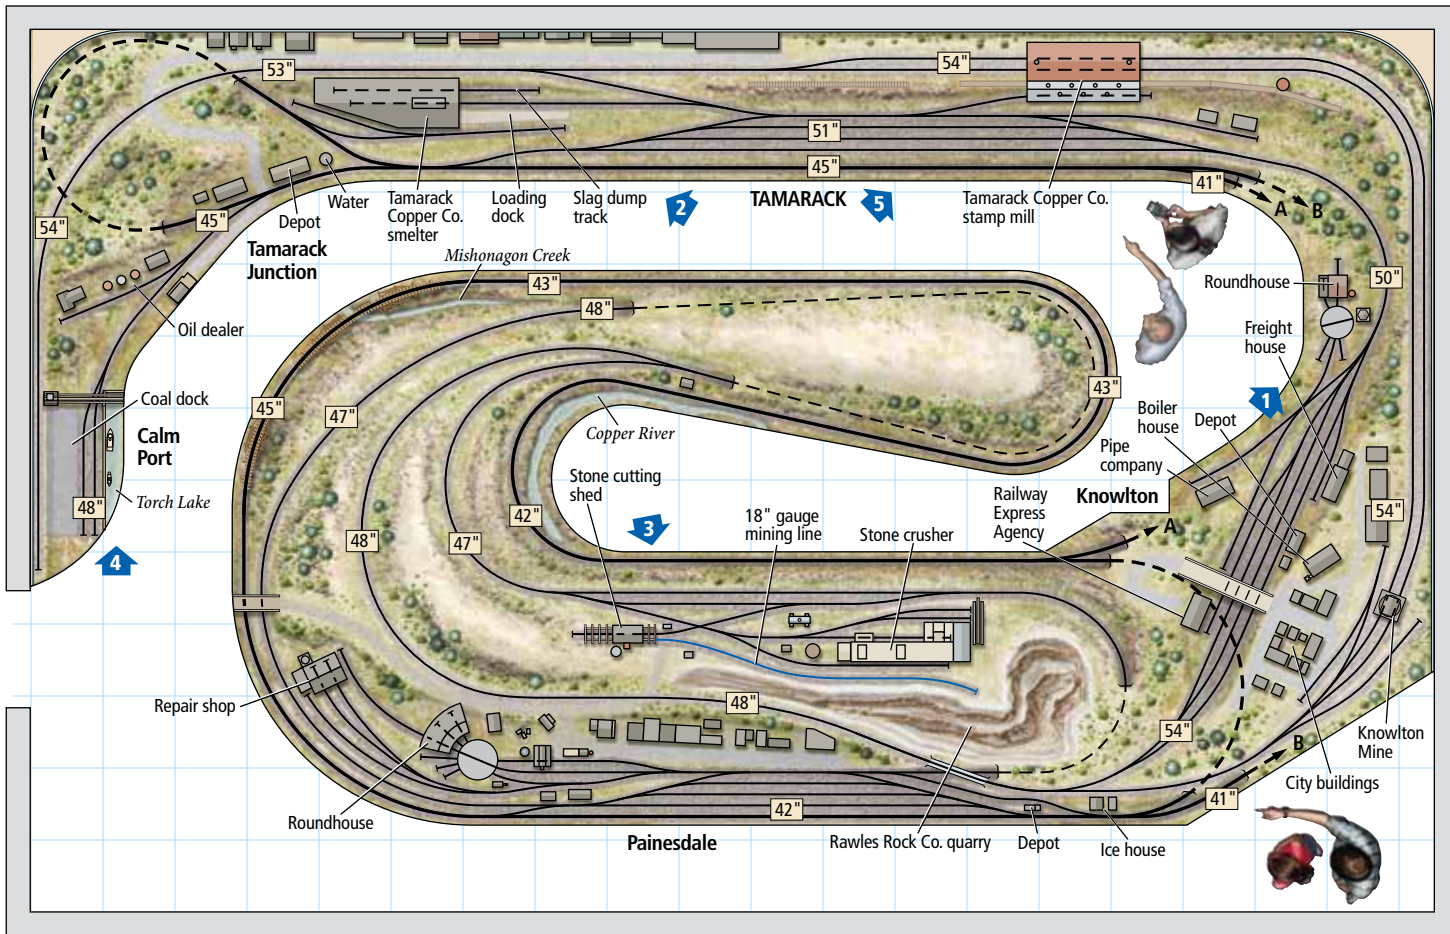 53"
54"
51"
45"
41"
A
B
Water
Depot
Tamarack
Copper Co.
smelter
Loading
dock
Slag dump
track
2
TAMARACK
5
Tamarack Copper Co.
stamp mill
54"
45"
Tamarack
Junction
Mishonagon Creek
43"
48"
Roundhouse
50"
Oil dealer
Freight
house
Coal dock
Calm
Port
Torch Lake
48"
4
45"
47"
43"
Copper River
1
Boiler
house
Depot
Pipe
company
Knowlton
Railway
Express
Agency
A
54"
Stone cutting
shed
42"
3
18" gauge
mining line
Stone crusher
48"
47"
Repair shop
48"
54"
Knowlton
Mine
B
City buildings
41"
Roundhouse
42"
Painesdale
Rawles Rock Co. quarry
Depot
Ice house